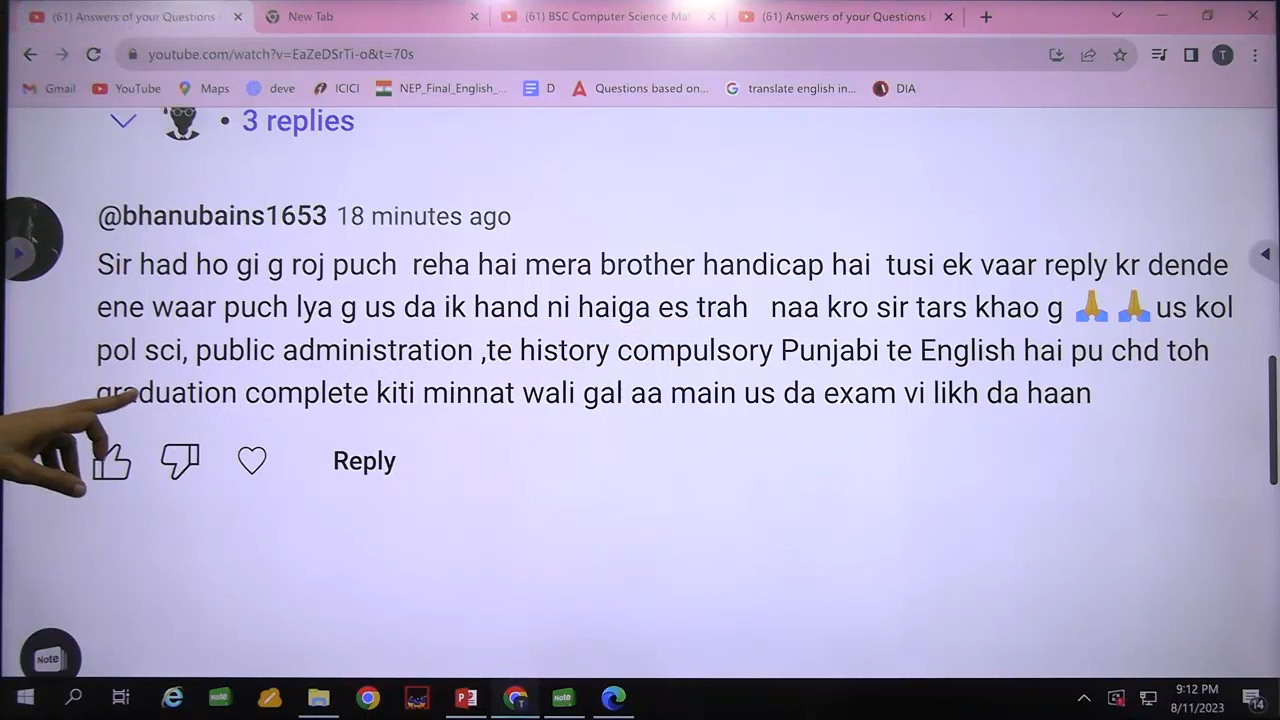 (61) Answers of your Questions
New Tab
(61) BSC Computer Science Mat
(61) Answers of your Questions
youtube.com/watch?v=EaZeDSrTi-o&t=70s
T
Gmail YouTube Maps deve ICICI NEP_Final_English_... D Questions based on... translate english in... DIA
• 3 replies
@bhanubains1653 18 minutes ago
Sir had ho gi g roj puch reha hai mera brother handicap hai tusi ek vaar reply kr dende
ene waar puch lya g us da ik hand ni haiga es trah naa kro sir tars khao g 🙏 🙏 us kol
pol sci, public administration ,te history compulsory Punjabi te English hai pu chd toh
graduation complete kiti minnat wali gal aa main us da exam vi likh da haan
Reply
Note
Note
Note
9:12 PM
8/11/2023
14